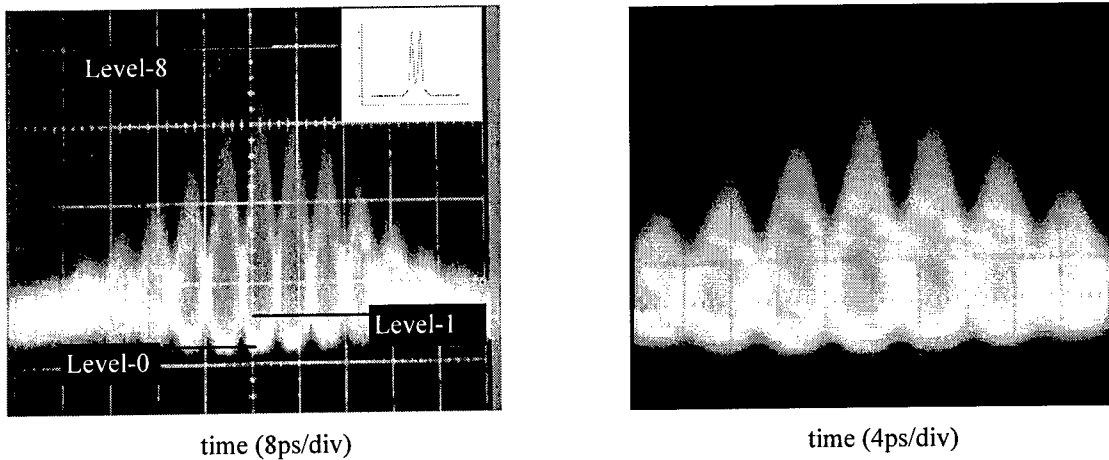 Level-8
Level-1
Level-0
time (8ps/div)
time (4ps/div)